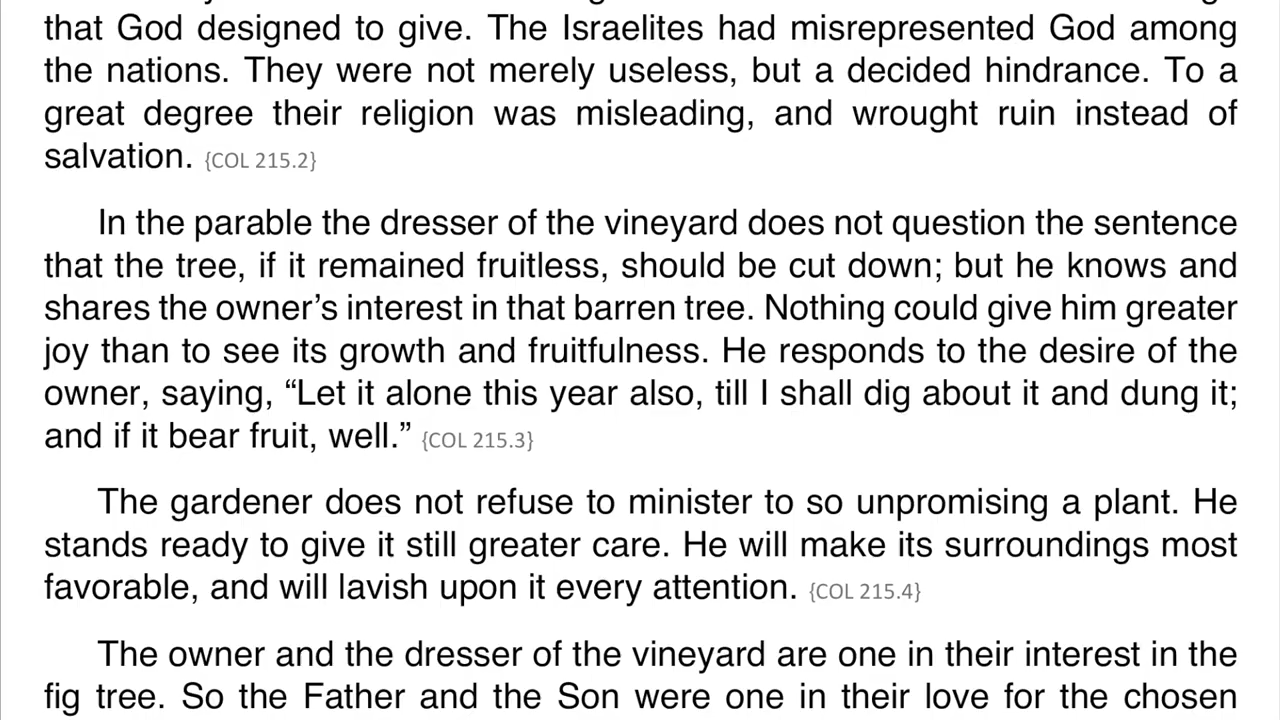 that God designed to give. The Israelites had misrepresented God among
the nations. They were not merely useless, but a decided hindrance. To a
great degree their religion was misleading, and wrought ruin instead of
salvation. {COL 215.2}
In the parable the dresser of the vineyard does not question the sentence
that the tree, if it remained fruitless, should be cut down; but he knows and
shares the owner’s interest in that barren tree. Nothing could give him greater
joy than to see its growth and fruitfulness. He responds to the desire of the
owner, saying, “Let it alone this year also, till I shall dig about it and dung it;
and if it bear fruit, well.” {COL 215.3}
The gardener does not refuse to minister to so unpromising a plant. He
stands ready to give it still greater care. He will make its surroundings most
favorable, and will lavish upon it every attention. {COL 215.4}
The owner and the dresser of the vineyard are one in their interest in the
fig tree. So the Father and the Son were one in their love for the chosen